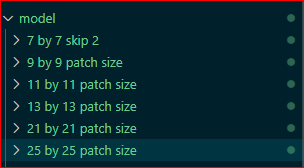 model
7 by 7 skip 2
9 by 9 patch size
11 by 11 patch size
13 by 13 patch size
21 by 21 patch size
25 by 25 patch size